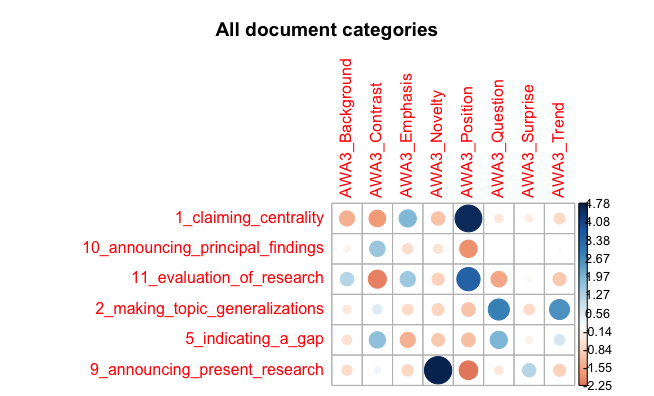 All document categories
AWA3_Background
AWA3_Contrast
AWA3_Emphasis
AWA3_Novelty
AWA3_Position
AWA3_Question
AWA3_Surprise
AWA3_Trend
1_claiming_centrality
10_announcing_principal_findings
11_evaluation_of_research
2_making_topic_generalizations
5_indicating_a_gap
9_announcing_present_research
4.78
4.08
3.38
2.67
1.97
1.27
0.56
-0.14
-0.84
-1.55
-2.25